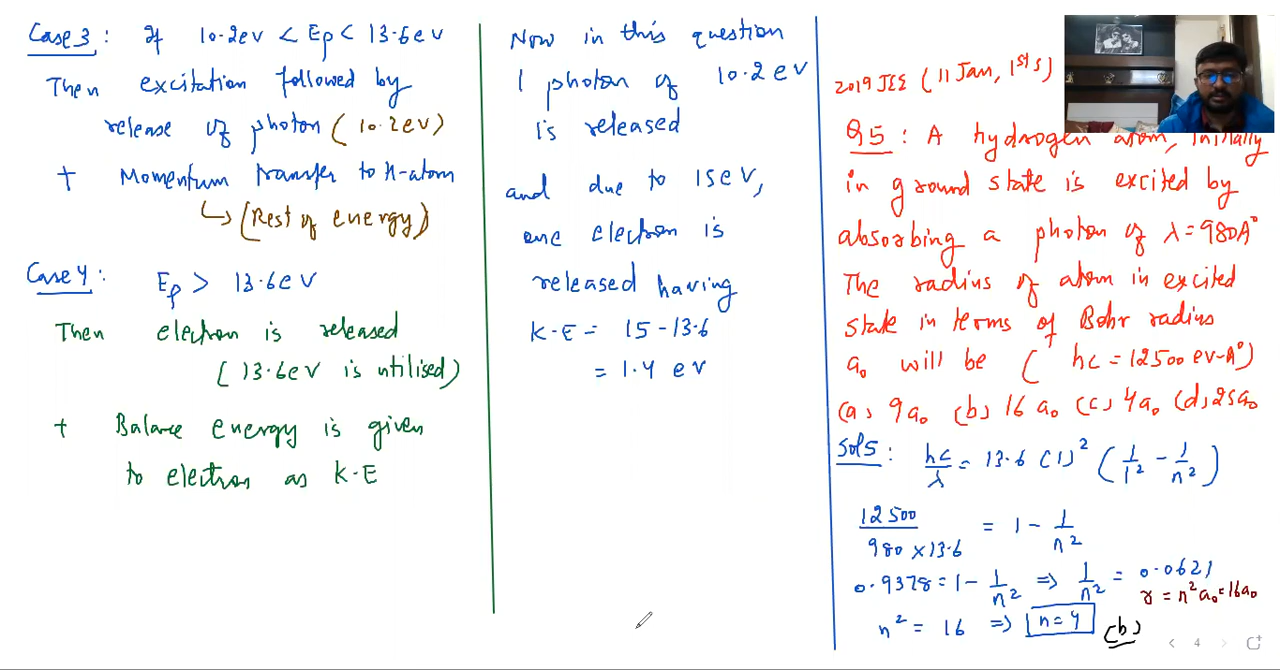 Case 3 : If 10.2ev < Ep < 13.6ev
Then excitation followed by
release of photon (10.2ev)
+ Momentum transfer to H-atom
↳ (Rest of energy)
Case 4 : Ep > 13.6ev
Then electron is released
(13.6ev is utilised)
+ Balance energy is given
to electron as K-E
Now in this question
1 photon of 10.2ev
is released
and due to 15ev,
one electron is
released having
K-E = 15-13.6
= 1.4 ev
2019 JEE (11 Jan, 1st S)
Q5 : A hydrogen atom, initially
in ground state is excited by
absorbing a photon of λ=980A°
The radius of atom in excited
state in terms of Bohr radius
a₀ will be ( hc = 12500 ev-A°)
(a) 9a₀ (b) 16 a₀ (c) 4a₀ (d) 25a₀
Sol5 : hc/λ = 13.6 (1)² (1/1² - 1/n²)
12500/980×13.6 = 1 - 1/n²
0.9378 = 1 - 1/n² ⇒ 1/n² = 0.0621
r = n²a₀ = 16a₀
n² = 16 ⇒ n=4 (b)
< 4 >